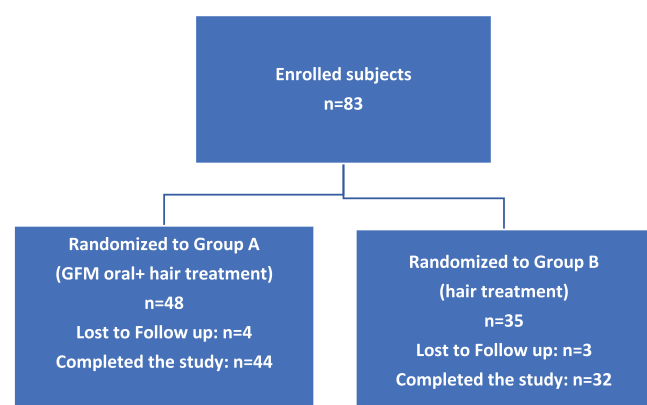 Enrolled subjects
n=83
Randomized to Group A
(GFM oral+ hair treatment)
n=48
Lost to Follow up: n=4
Completed the study: n=44
Randomized to Group B
(hair treatment)
n=35
Lost to Follow up: n=3
Completed the study: n=32